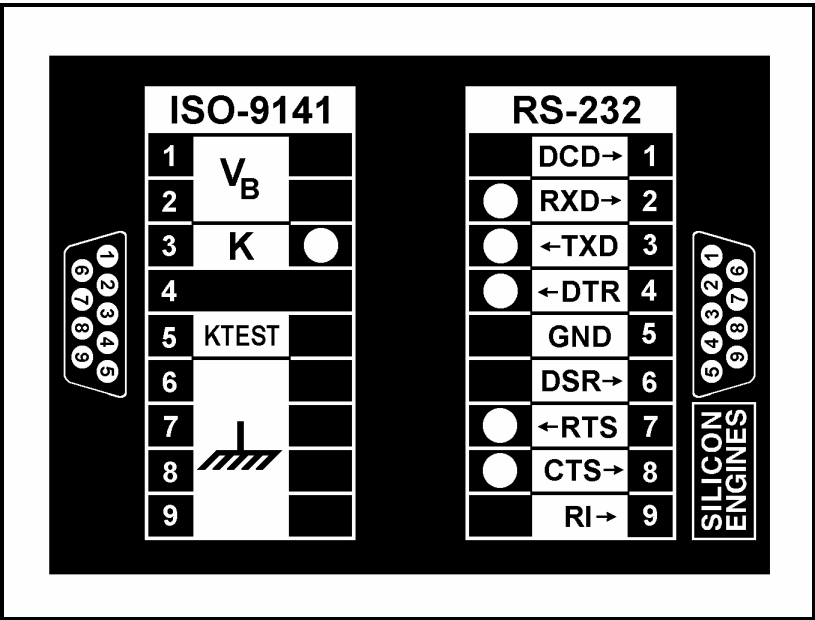 ISO-9141
1
2
V_B
3 K
4
5 KTEST
6
7
8
9
1
2
3
4
5
6
7
8
9
RS-232
DCD→ 1
RXD→ 2
←TXD 3
←DTR 4
GND 5
DSR→ 6
←RTS 7
CTS→ 8
RI→ 9
1
2
3
4
5
6
7
8
9
SILICON
ENGINES